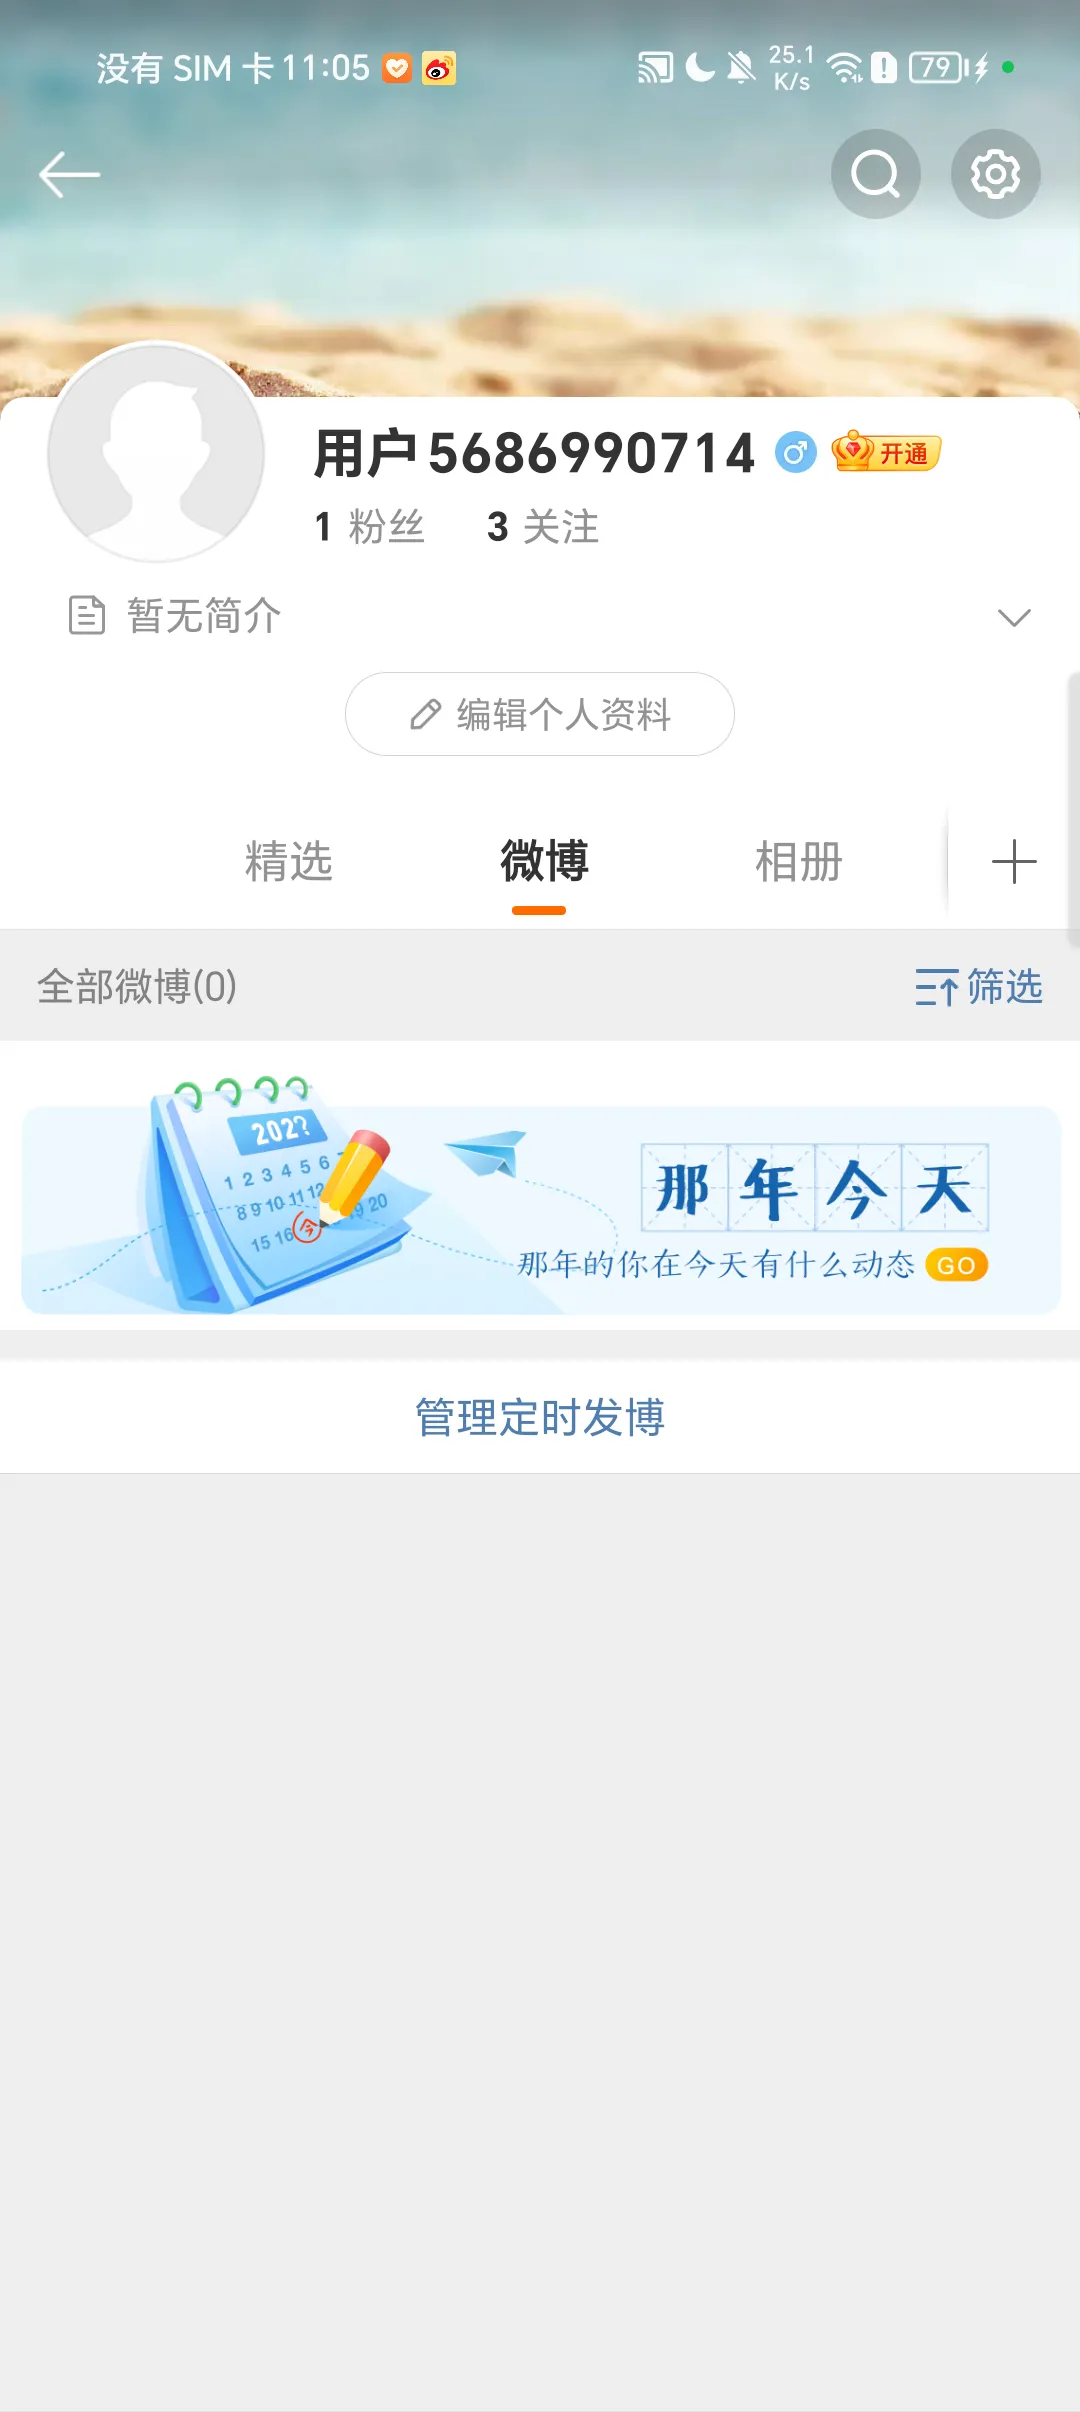 没有 SIM 卡 11:05
25.1 K/s
79
用户5686990714
开通
1 粉丝 3 关注
暂无简介
编辑个人资料
精选 微博 相册
全部微博(0)
筛选
202?
1 2 3 4 5 6 7
8 9 10 11 12
19 20
15 16
今
那年今天
那年的你在今天有什么动态 GO
管理定时发博